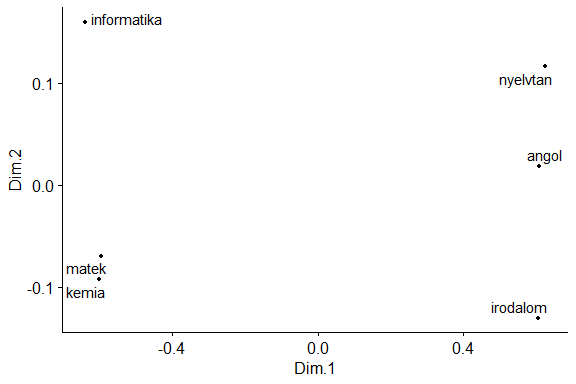 informatika
0.1
nyelvtan
angol
Dim.2
0.0
matek
kemia
-0.1
irodalom
-0.4
0.0
0.4
Dim.1